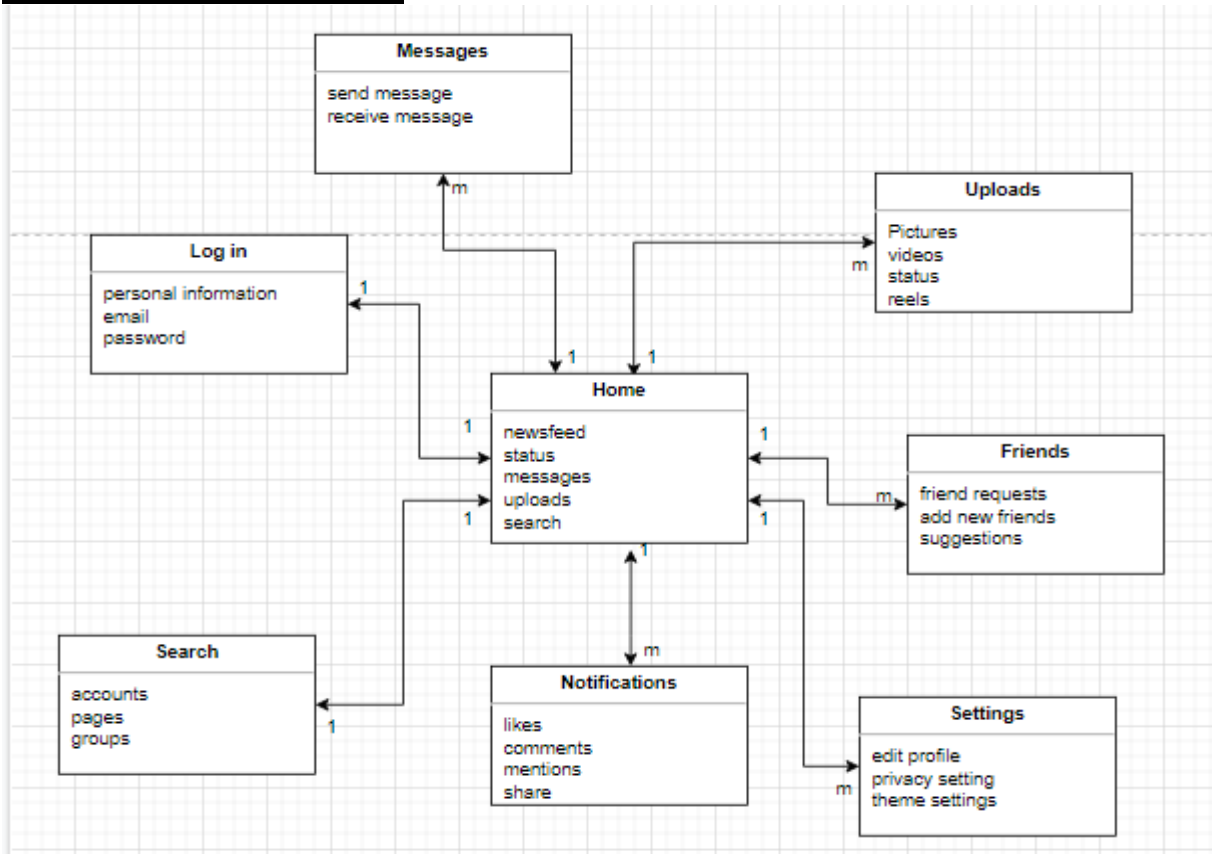 Messages
send message
receive message
m
Uploads
Pictures
videos
status
reels
m
Log in
personal information
email
password
1
1
1
Home
newsfeed
status
messages
uploads
search
1
1
1
1
1
Friends
friend requests
add new friends
suggestions
m
Search
accounts
pages
groups
1
m
Notifications
likes
comments
mentions
share
Settings
edit profile
privacy setting
theme settings
m